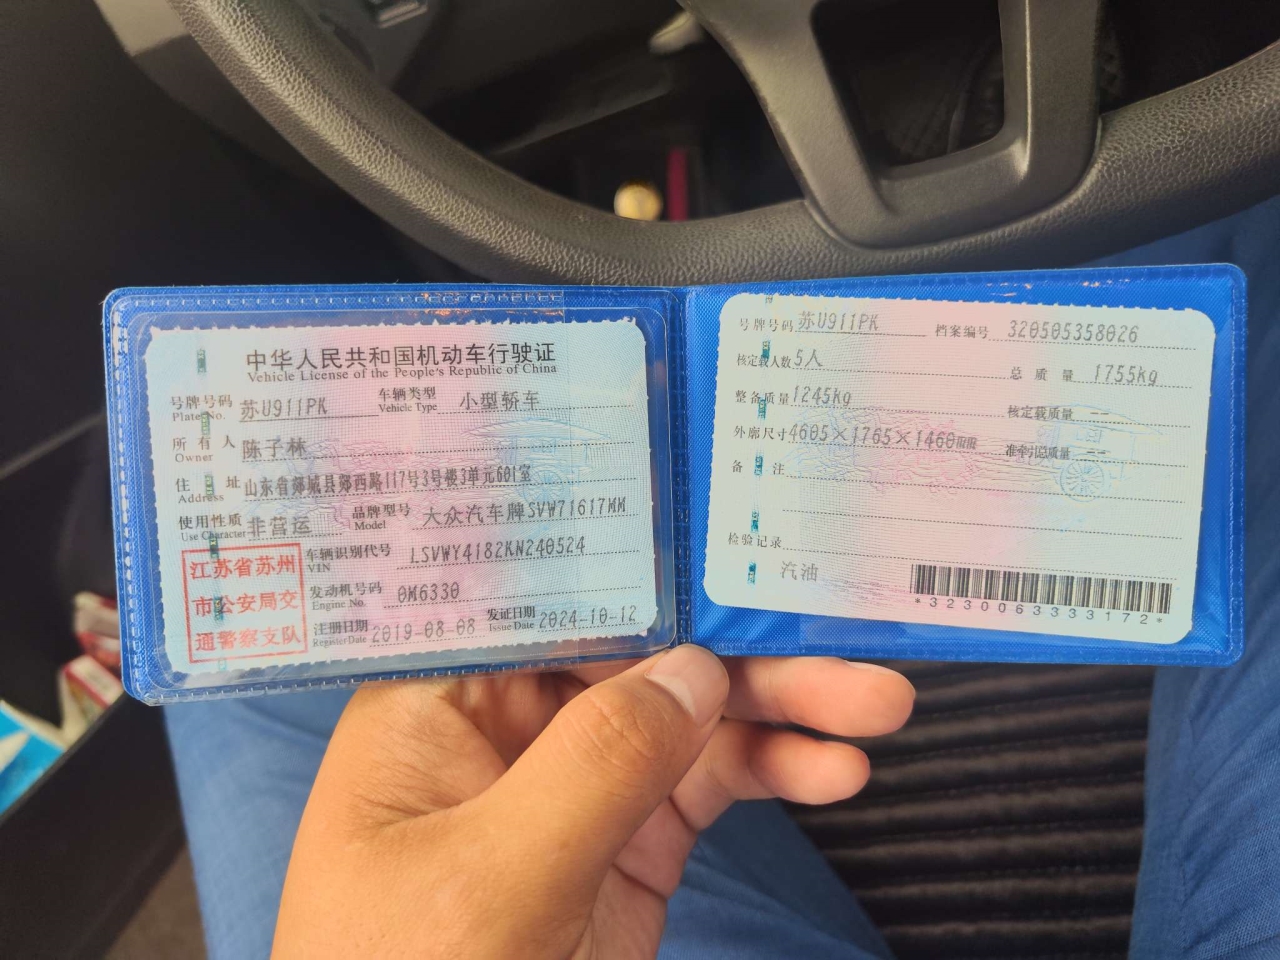 中华人民共和国机动车行驶证
Vehicle License of the People's Republic of China
号牌号码 苏U911PK 车辆类型 小型轿车
Plate No. Vehicle Type
所有人 陈子林
Owner
住址 山东省郯城县郯西路117号3号楼3单元601室
Address
使用性质 非营运 品牌型号 大众汽车牌SVW71617MM
Use Character Model
江苏省苏州
市公安局交
通警察支队
车辆识别代号 LSVWY4182KN240524
VIN
发动机号码 0M6330
Engine No.
注册日期 2019-08-08 发证日期 2024-10-12
Register Date Issue Date
号牌号码 苏U911PK 档案编号 320505358026
核定载人数 5人 总质量 1755kg
整备质量 1245kg 核定载质量 --
外廓尺寸 4605×1765×1460mm 准牵引总质量 --
备注
检验记录
汽油
*3230063333172*